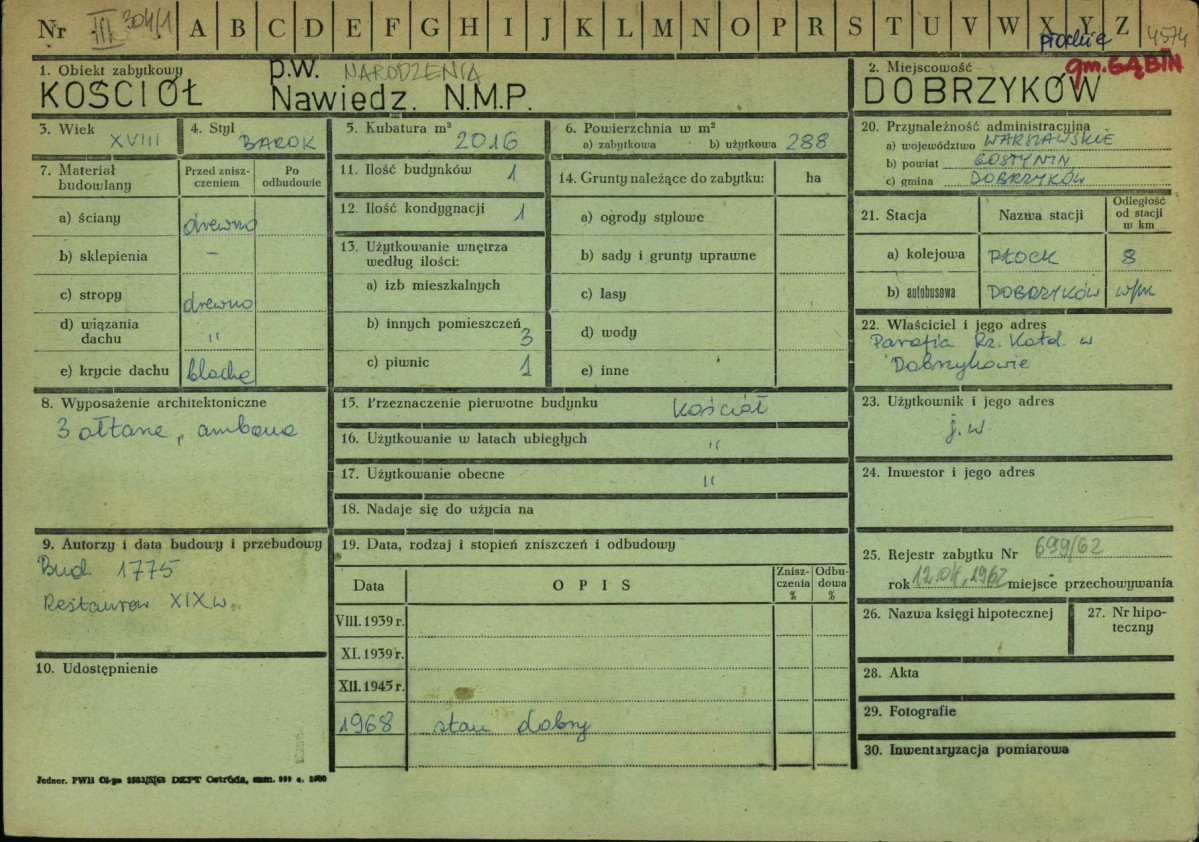 Nr III 304/1 A B C D E F G H I J K L M N O P R S T U V W X Y Z 4574
płockie
gm. GĄBIN
1. Obiekt zabytkowy
p.w. NARODZENIA
KOŚCIÓŁ Nawiedz. N.M.P.
2. Miejscowość
DOBRZYKÓW
3. Wiek
XVIII
4. Styl
BAROK
5. Kubatura m³
2016
6. Powierzchnia w m²
a) zabytkowa b) użytkowa 288
7. Materiał budowlany
Przed zniszczeniem
Po odbudowie
a) ściany drewno
b) sklepienia –
c) stropy drewno
d) wiązania dachu "
e) krycie dachu blacha
8. Wyposażenie architektoniczne
3 ołtarze, ambona
9. Autorzy i data budowy i przebudowy
Bud. 1775
Restaurow XIX w.
10. Udostępnienie
11. Ilość budynków 1
12. Ilość kondygnacji 1
13. Użytkowanie wnętrza
według ilości:
a) izb mieszkalnych
b) innych pomieszczeń 3
c) piwnic 1
14. Grunty należące do zabytku: ha
a) ogrody stylowe
b) sady i grunty uprawne
c) lasy
d) wody
e) inne
15. Przeznaczenie pierwotne budynku kościół
16. Użytkowanie w latach ubiegłych "
17. Użytkowanie obecne "
18. Nadaje się do użycia na
19. Data, rodzaj i stopień zniszczeń i odbudowy
Data OPIS Zniszczenia % Odbudowa %
VIII. 1939 r.
XI. 1939 r.
XII. 1945 r.
1968 stan dobry
20. Przynależność administracyjna
a) województwo WARSZAWSKIE
b) powiat GOSTYNIN
c) gmina DOBRZYKÓW
21. Stacja Nazwa stacji Odległość od stacji w km
a) kolejowa PŁOCK 8
b) autobusowa DOBRZYKÓW w/m
22. Właściciel i jego adres
Parafia Rz. Katol. w
Dobrzykowie
23. Użytkownik i jego adres
j.w.
24. Inwestor i jego adres
25. Rejestr zabytku Nr 699/62
rok 12.04.1962 miejsce przechowywania
26. Nazwa księgi hipotecznej
27. Nr hipoteczny
28. Akta
29. Fotografie
30. Inwentaryzacja pomiarowa
Jednor. PWH DZPT Ostróda, zam.